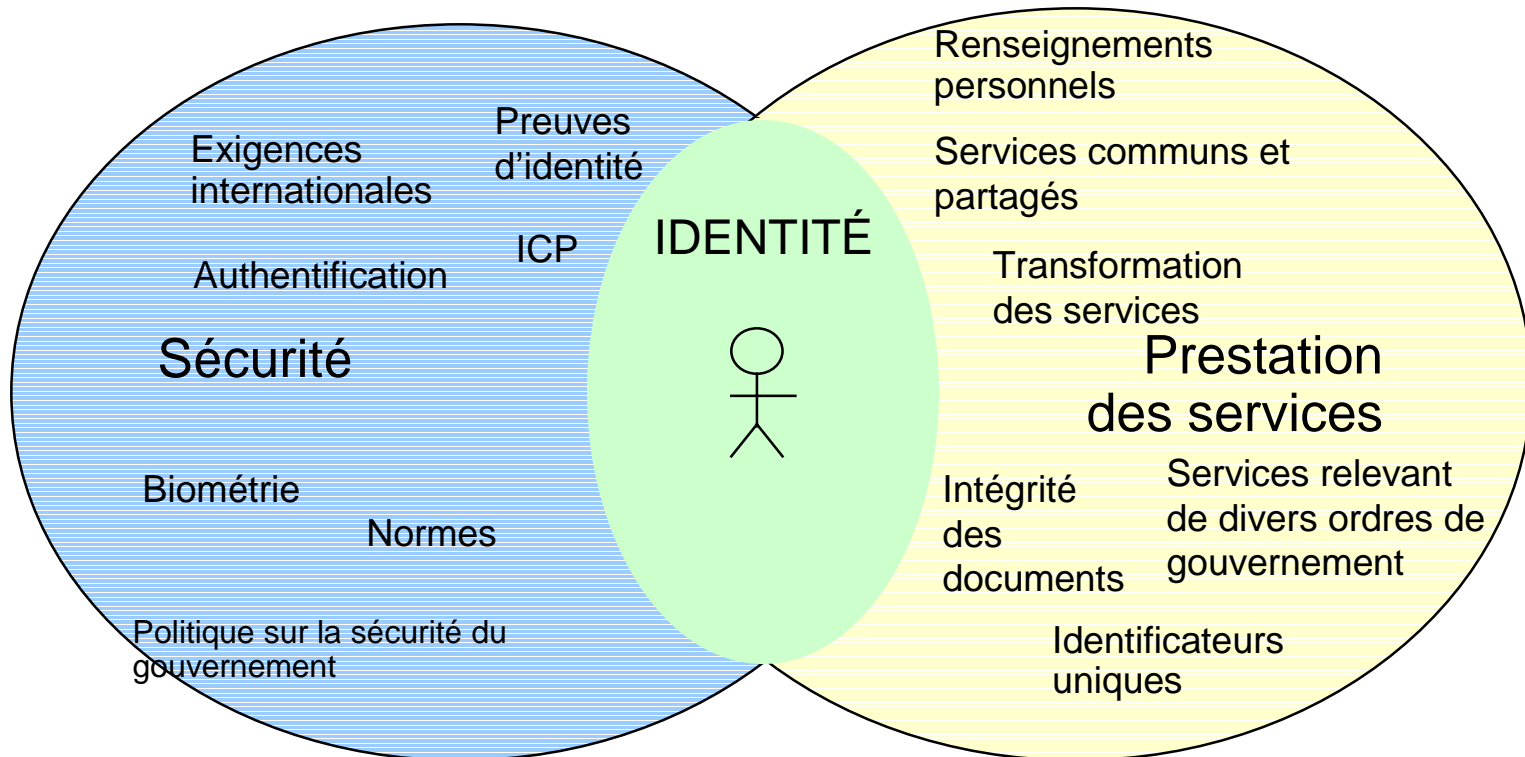 Exigences
internationales
Preuves
d'identité
ICP
Authentification
Sécurité
Biométrie
Normes
Politique sur la sécurité du
gouvernement
IDENTITÉ
Renseignements
personnels
Services communs et
partagés
Transformation
des services
Prestation
des services
Intégrité
des
documents
Services relevant
de divers ordres de
gouvernement
Identificateurs
uniques